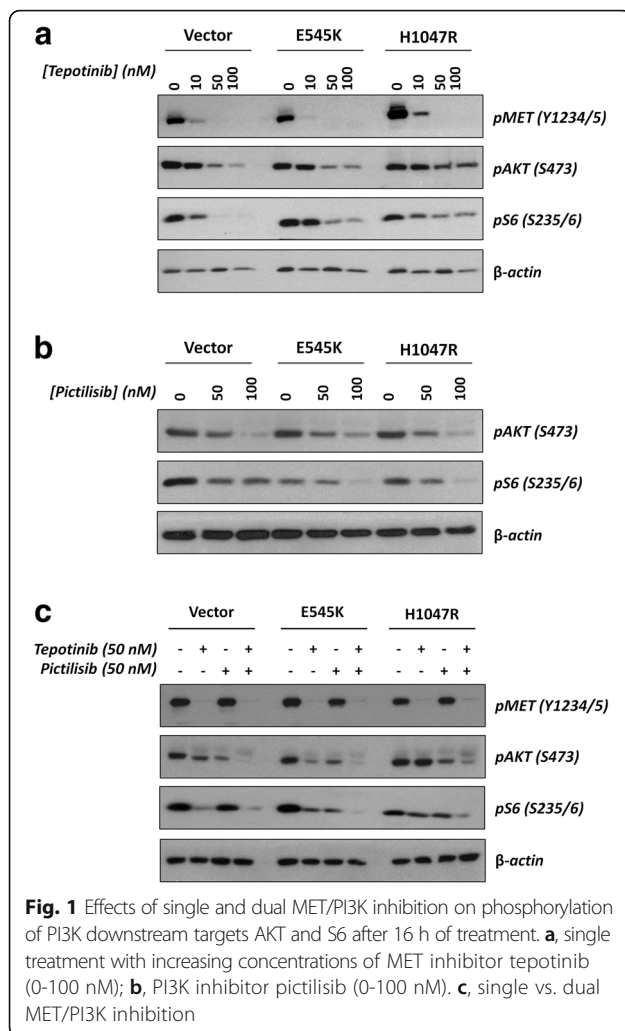 a
Vector E545K H1047R
[Tepotinib] (nM) 0 10 50 100 0 10 50 100 0 10 50 100
pMET (Y1234/5)
pAKT (S473)
pS6 (S235/6)
β-actin
b
Vector E545K H1047R
[Pictilisib] (nM) 0 50 100 0 50 100 0 50 100
pAKT (S473)
pS6 (S235/6)
β-actin
c
Vector E545K H1047R
Tepotinib (50 nM) - + - + - + - + - + - +
Pictilisib (50 nM) - - + + - - + + - - + +
pMET (Y1234/5)
pAKT (S473)
pS6 (S235/6)
β-actin
Fig. 1 Effects of single and dual MET/PI3K inhibition on phosphorylation
of PI3K downstream targets AKT and S6 after 16 h of treatment. a, single
treatment with increasing concentrations of MET inhibitor tepotinib
(0-100 nM); b, PI3K inhibitor pictilisib (0-100 nM). c, single vs. dual
MET/PI3K inhibition